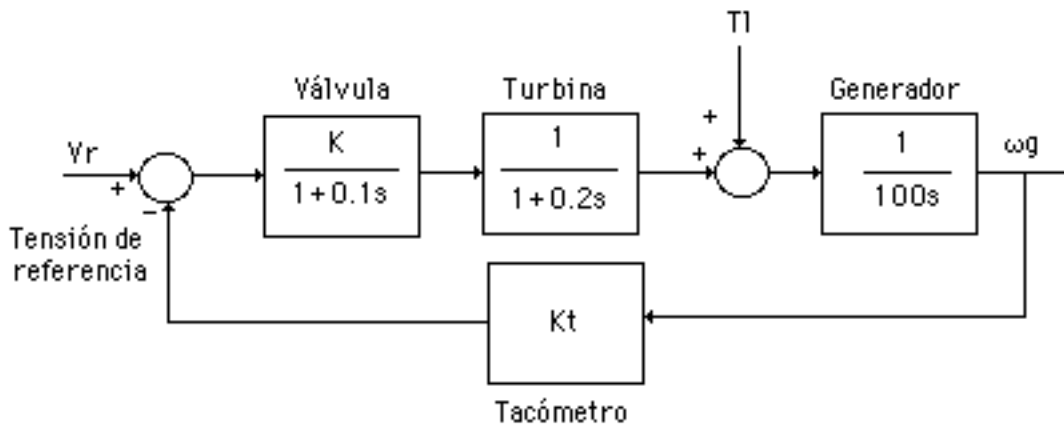 Tl
Válvula
Turbina
Generador
Vr
+
-
K
1+0.1s
1
1+0.2s
+
+
1
100s
ωg
Tensión de
referencia
Kt
Tacómetro